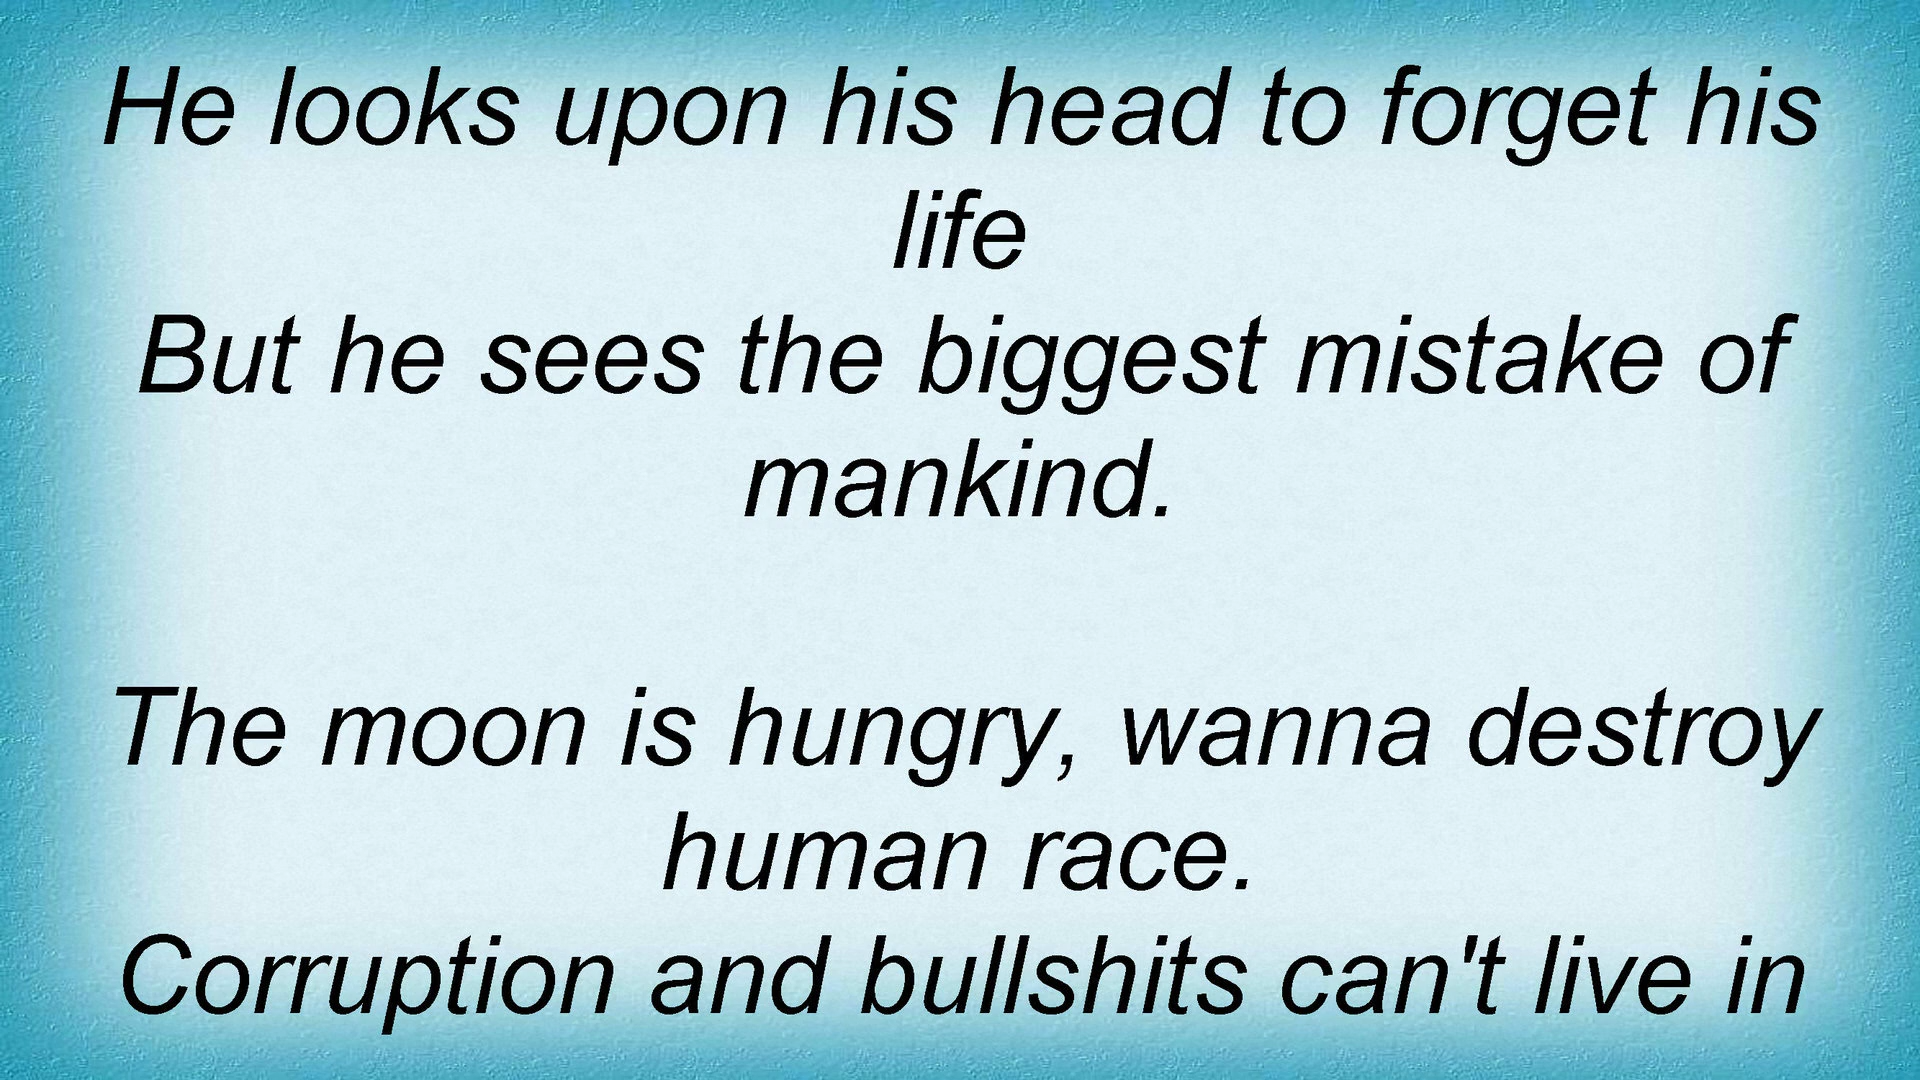 He looks upon his head to forget his
life
But he sees the biggest mistake of
mankind.
The moon is hungry, wanna destroy
human race.
Corruption and bullshits can't live in